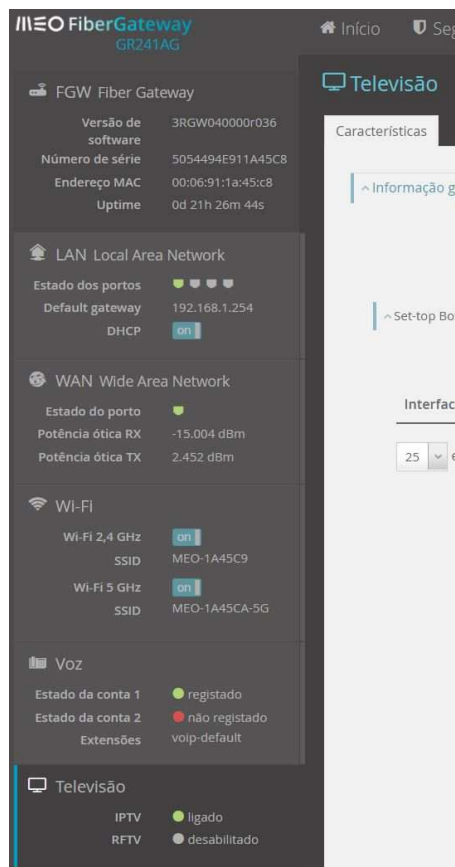 MEO FiberGateway
GR241AG
Início
Televisão
Características
Informação g
Set-top Bo
Interfac
25
FGW Fiber Gateway
Versão de software 3RGW040000r036
Número de série 5054494E911A45C8
Endereço MAC 00:06:91:1a:45:c8
Uptime 0d 21h 26m 44s
LAN Local Area Network
Estado dos portos
Default gateway 192.168.1.254
DHCP on
WAN Wide Area Network
Estado do porto
Potência ótica RX -15.004 dBm
Potência ótica TX 2.452 dBm
Wi-Fi
Wi-Fi 2,4 GHz on
SSID MEO-1A45C9
Wi-Fi 5 GHz on
SSID MEO-1A45CA-5G
Voz
Estado da conta 1 registado
Estado da conta 2 não registado
Extensões voip-default
Televisão
IPTV ligado
RFTV desabilitado